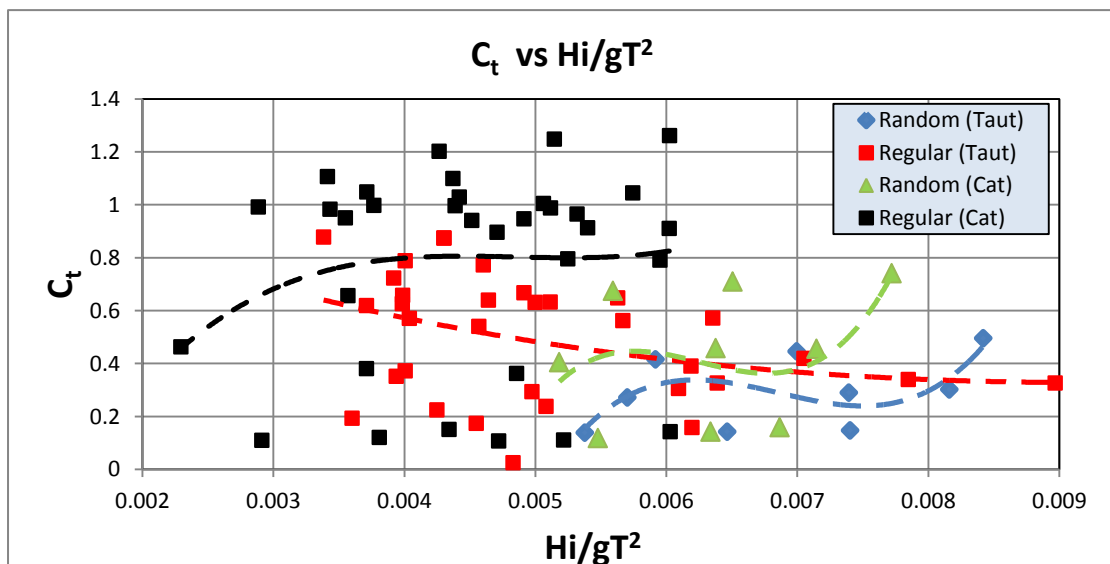 Cₜ vs Hi/gT²
1.4
1.2
1
0.8
0.6
0.4
0.2
0
Cₜ
Random (Taut)
Regular (Taut)
Random (Cat)
Regular (Cat)
0.002 0.003 0.004 0.005 0.006 0.007 0.008 0.009
Hi/gT²